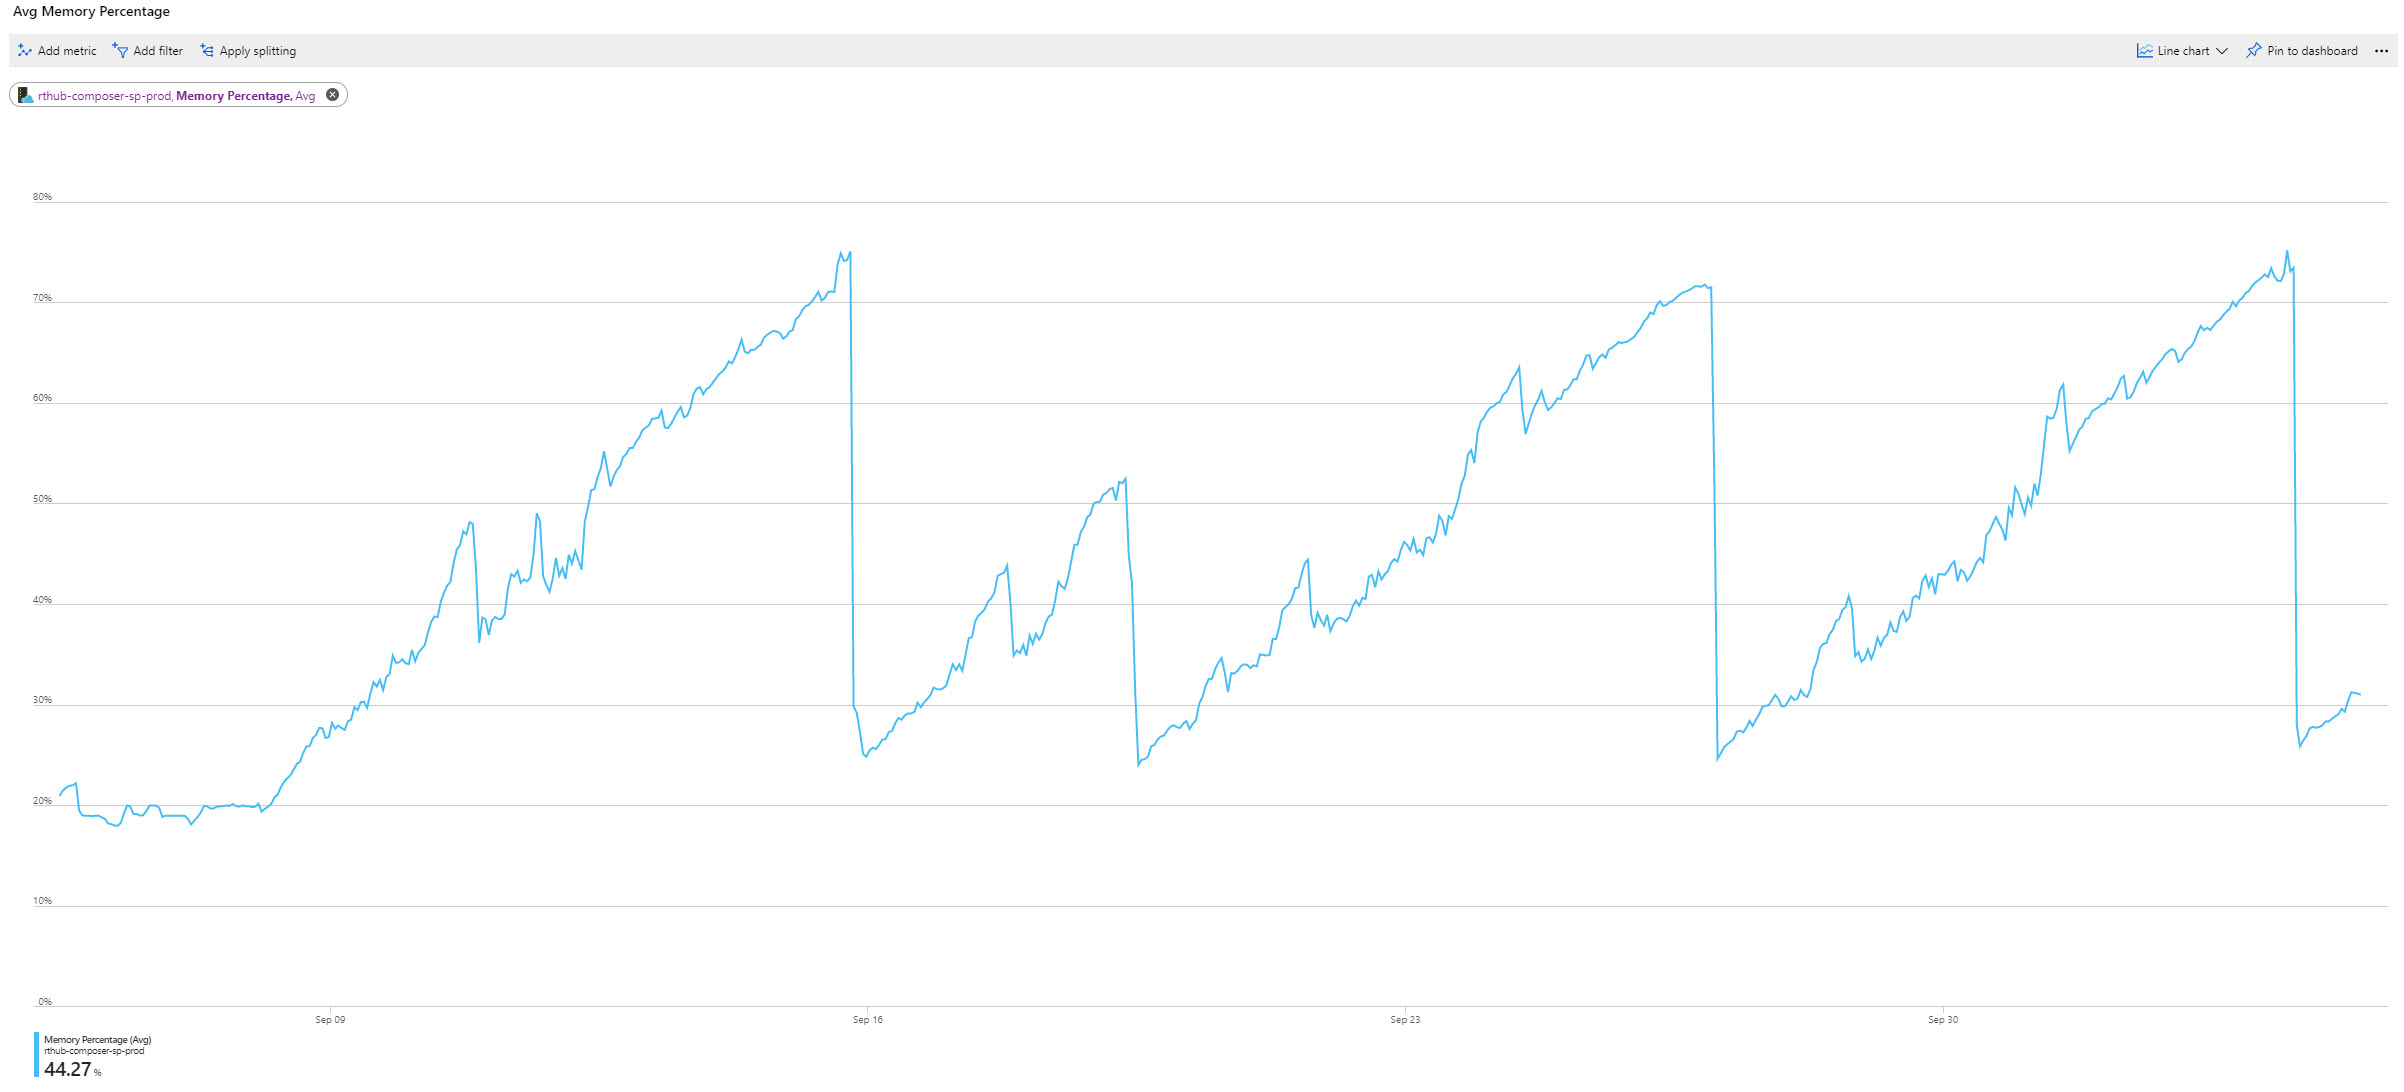 Avg Memory Percentage
Add metric Add filter Apply splitting Line chart Pin to dashboard ...
rthub-composer-sp-prod, Memory Percentage, Avg
80%
70%
60%
50%
40%
30%
20%
10%
0%
Sep 09 Sep 16 Sep 23 Sep 30
Memory Percentage (Avg)
rthub-composer-sp-prod
44.27 %